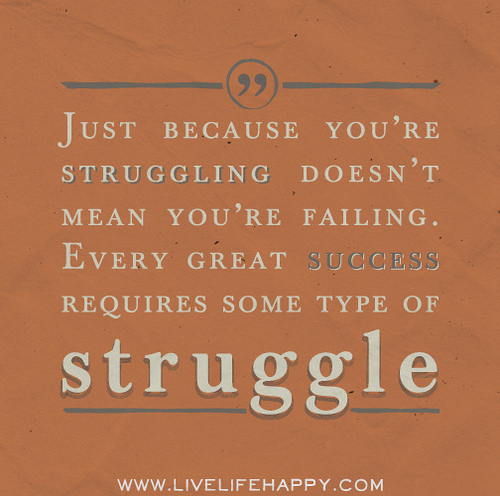 ”
Just because you’re
struggling doesn’t
mean you’re failing.
Every great success
requires some type of
struggle
www.livelifehappy.com